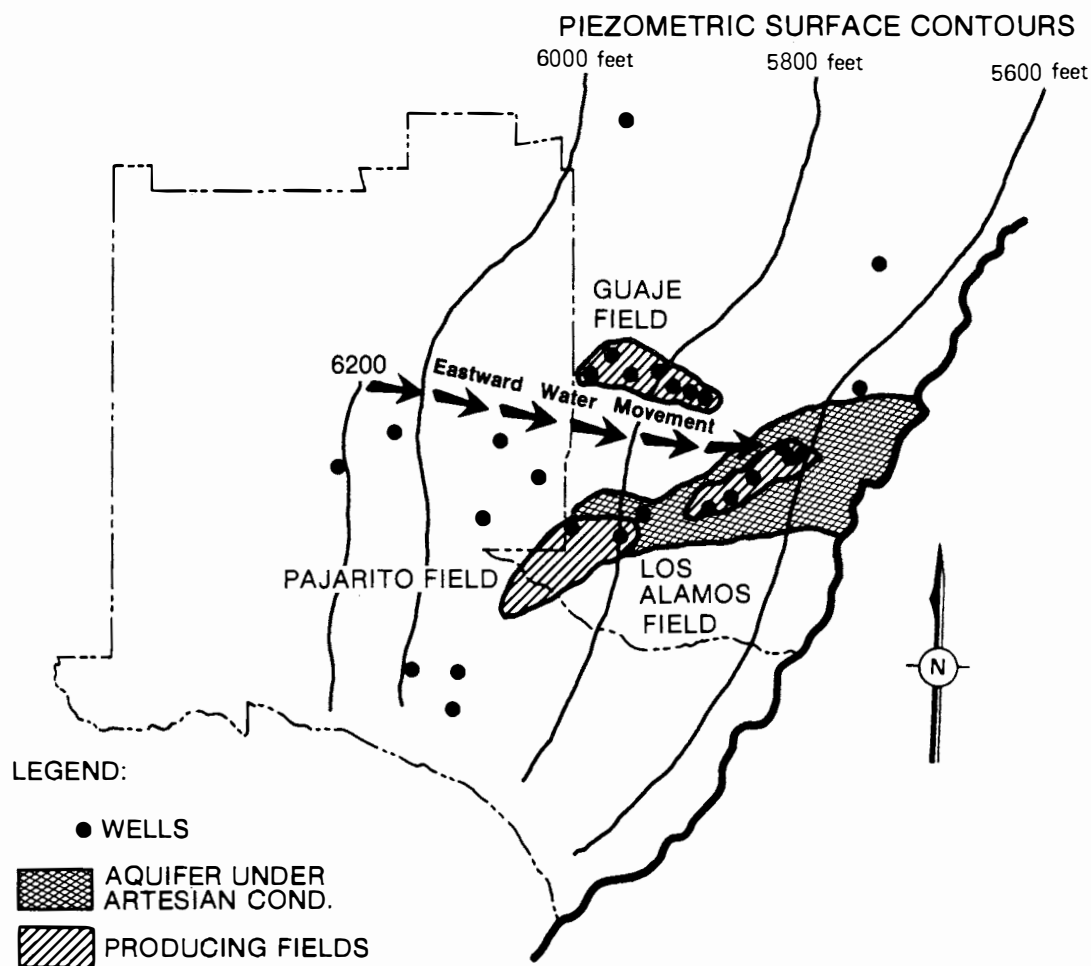 PIEZOMETRIC SURFACE CONTOURS
6000 feet
5800 feet
5600 feet
GUAJE
FIELD
6200
Eastward Water Movement
PAJARITO FIELD
LOS
ALAMOS
FIELD
N
LEGEND:
WELLS
AQUIFER UNDER
ARTESIAN COND.
PRODUCING FIELDS